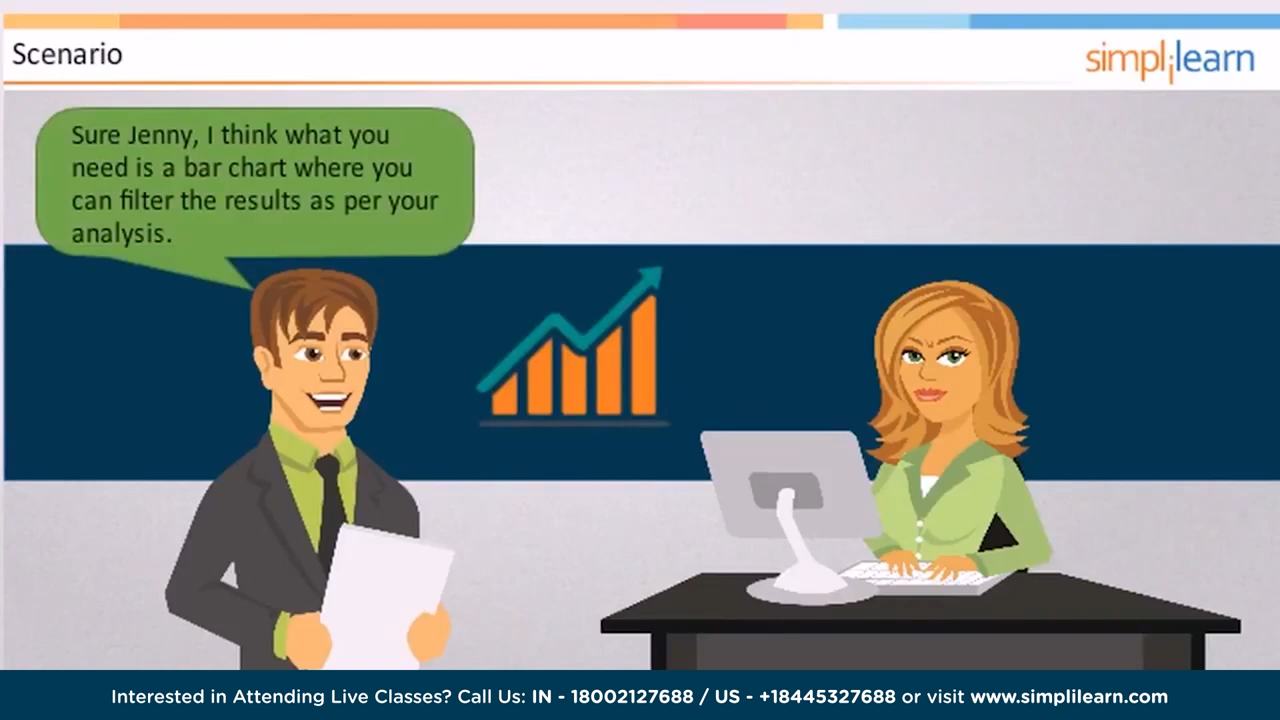 Scenario
simplilearn
Sure Jenny, I think what you
need is a bar chart where you
can filter the results as per your
analysis.
Interested in Attending Live Classes? Call Us: IN - 18002127688 / US - +18445327688 or visit www.simplilearn.com